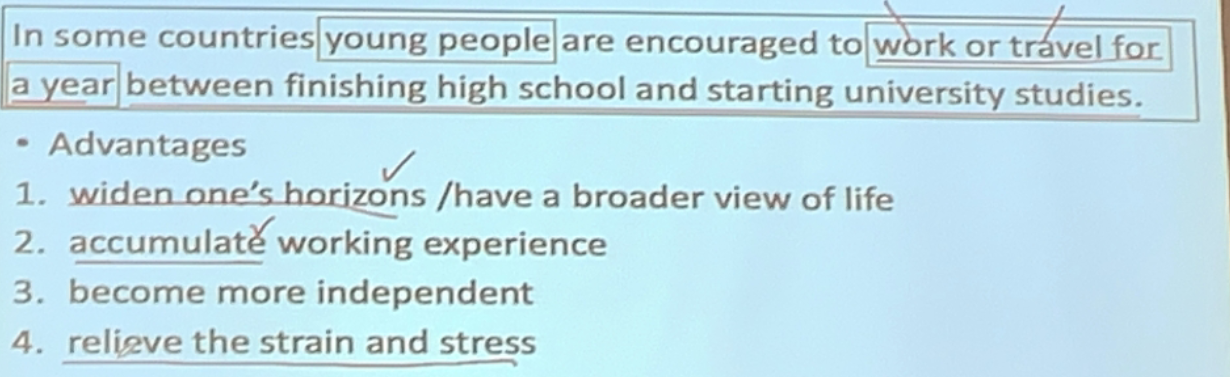 In some countries young people are encouraged to work or travel for
a year between finishing high school and starting university studies.
• Advantages
1. widen one's horizons /have a broader view of life
2. accumulate working experience
3. become more independent
4. relieve the strain and stress